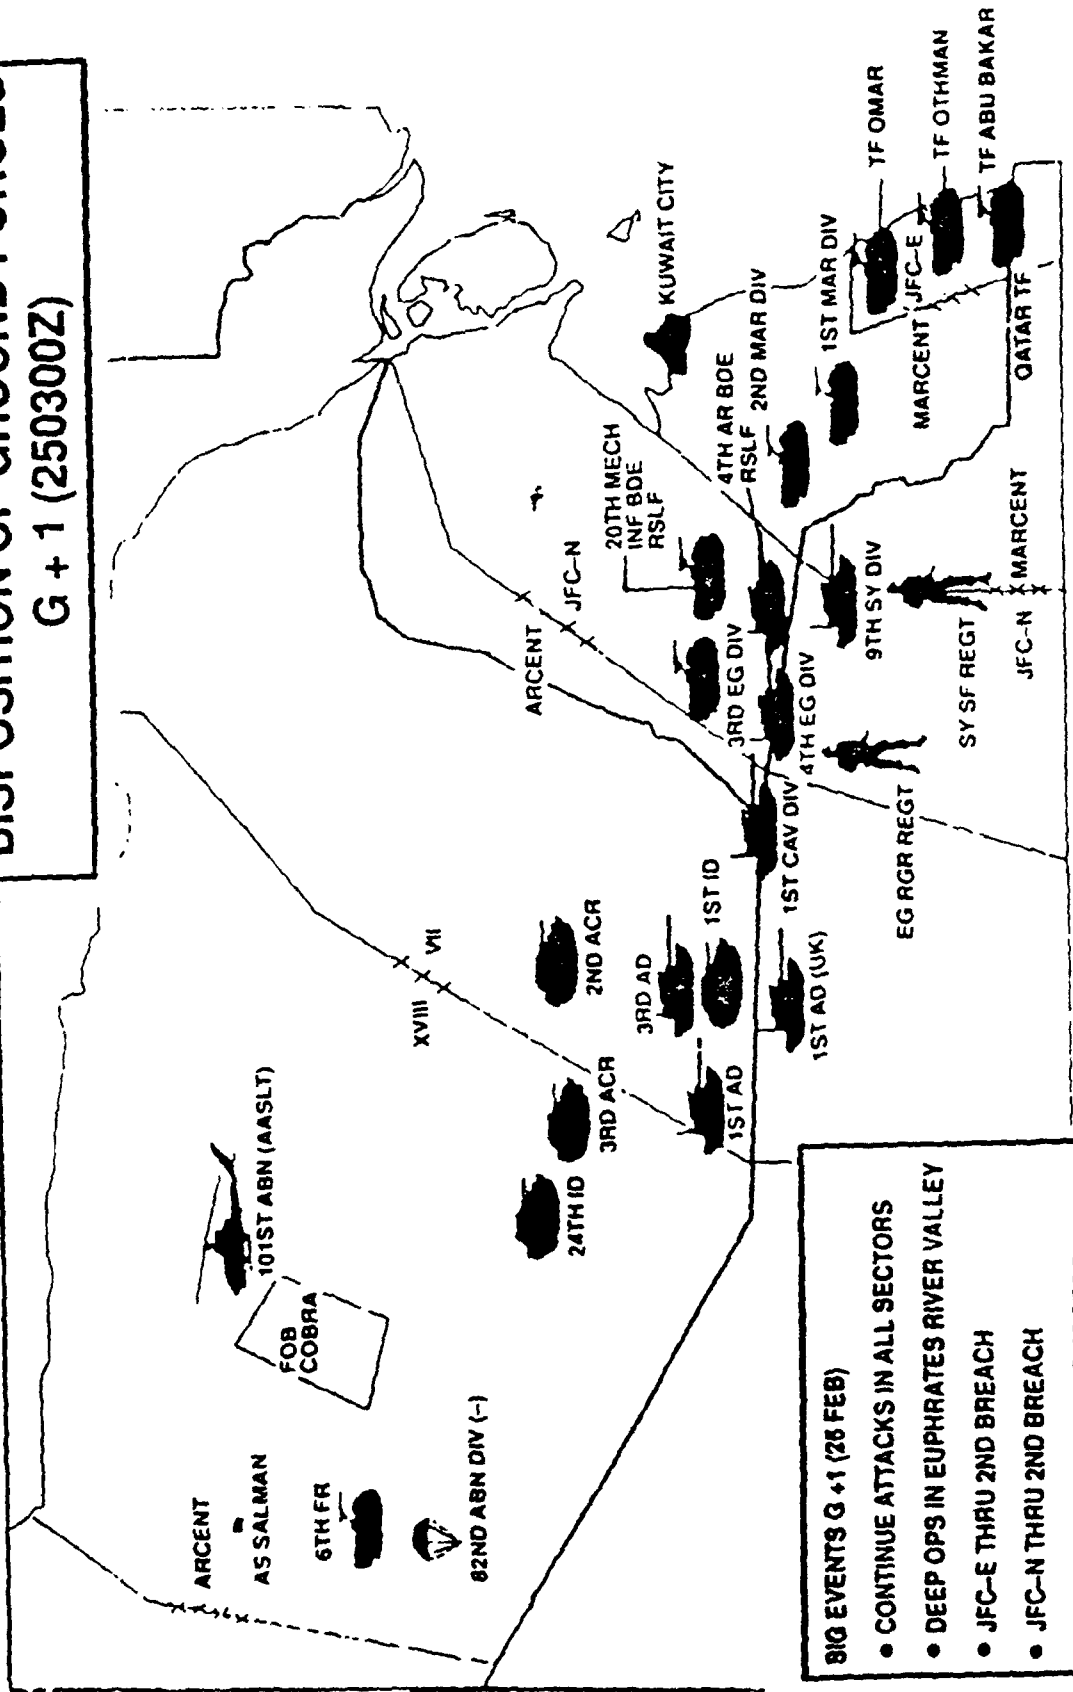 G + 1 (250300Z)
ARCENT
AS SALMAN
6TH FR
82ND ABN DIV (-)
FOB
COBRA
101ST ABN (AASLT)
24TH ID
3RD ACR
XVIII
VII
2ND ACR
1ST AD
3RD AD
1ST ID
1ST AD (UK)
1ST CAV DIV
ARCENT
JFC-N
3RD EG DIV
4TH EG DIV
EG RGR REGT
20TH MECH
INF BDE
RSLF
4TH AR BDE
RSLF
9TH SY DIV
SY SF REGT
JFC-N
MARCENT
KUWAIT CITY
2ND MAR DIV
1ST MAR DIV
MARCENT
JFC-E
QATAR TF
TF OMAR
TF OTHMAN
TF ABU BAKAR
• CONTINUE ATTACKS IN ALL SECTORS
• DEEP OPS IN EUPHRATES RIVER VALLEY
• JFC-E THRU 2ND BREACH
• JFC-N THRU 2ND BREACH
BIG EVENTS G +1 FEB)